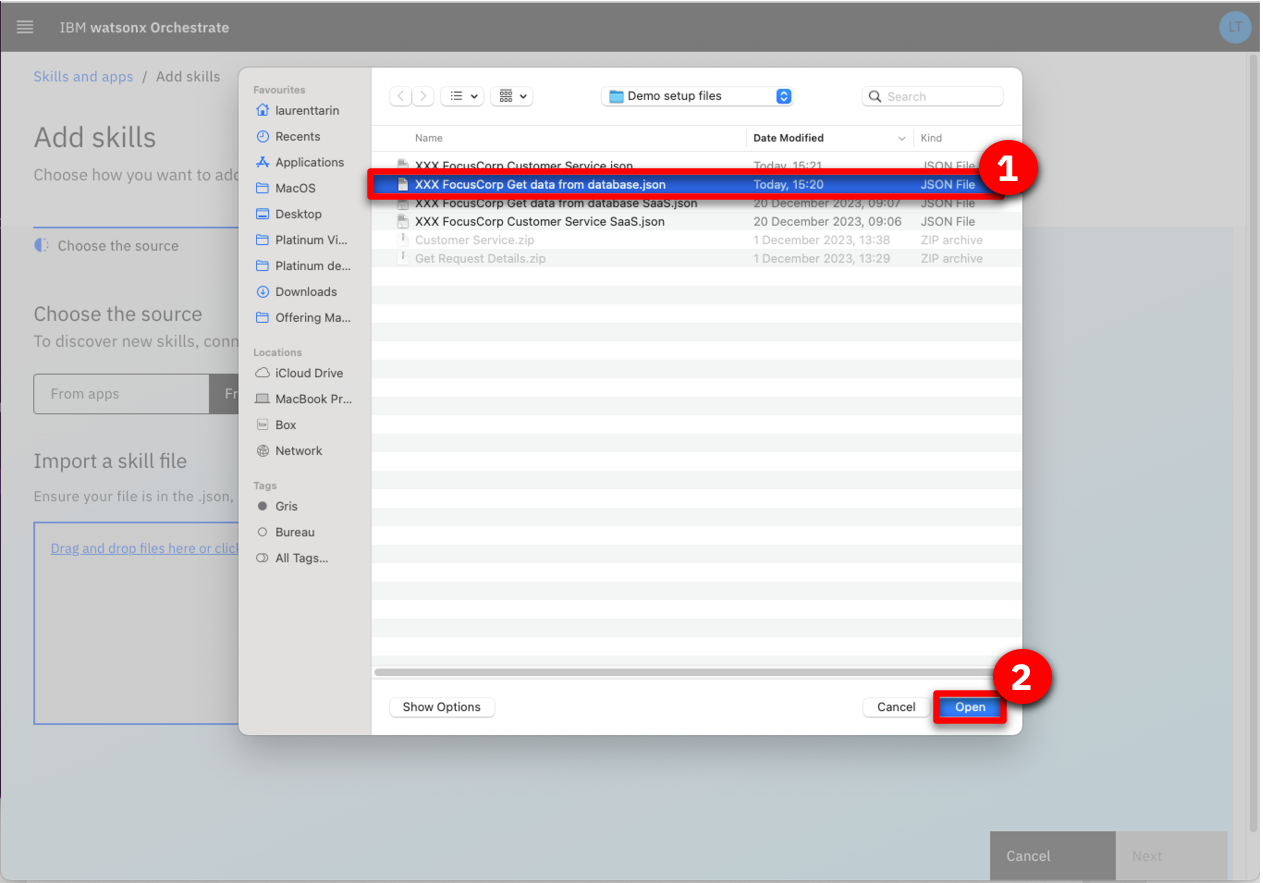 IBM watsonx Orchestrate
LT
Skills and apps / Add skills
Add skills
Choose how you want to add
Choose the source
Choose the source
To discover new skills, conn
From apps
Fr
Import a skill file
Ensure your file is in the .json,
Drag and drop files here or click
Favourites
laurenttarin
Recents
Applications
MacOS
Desktop
Platinum Vi...
Platinum de...
Downloads
Offering Ma...
Locations
iCloud Drive
MacBook Pr...
Box
Network
Tags
Gris
Bureau
All Tags...
Demo setup files
Search
Name Date Modified Kind
XXX FocusCorp Customer Service.json Today, 15:21 JSON File
XXX FocusCorp Get data from database.json Today, 15:20 JSON File
1
XXX FocusCorp Get data from database SaaS.json 20 December 2023, 09:07 JSON File
XXX FocusCorp Customer Service SaaS.json 20 December 2023, 09:06 JSON File
Customer Service.zip 1 December 2023, 13:38 ZIP archive
Get Request Details.zip 1 December 2023, 13:29 ZIP archive
2
Show Options
Cancel
Open
Cancel
Next